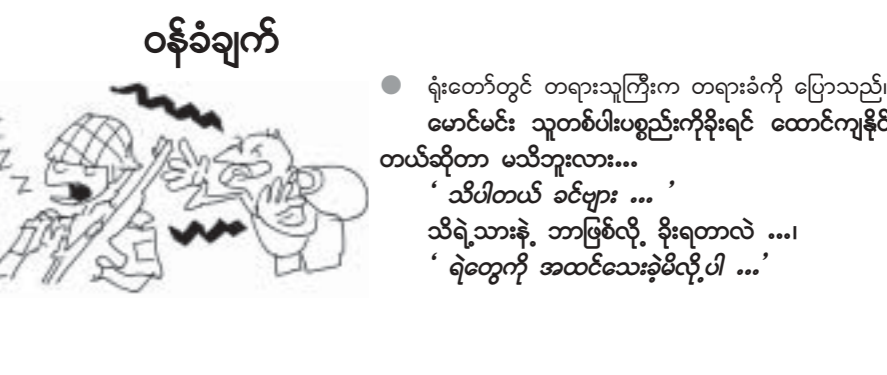 ဝန်ခံချက်
● ရုံးတော်တွင် တရားသူကြီးက တရားခံကို ပြောသည်၊
မောင်မင်း သူတစ်ပါးပစ္စည်းကိုခိုးရင် ထောင်ကျနိုင်
တယ်ဆိုတာ မသိဘူးလား...
‘ သိပါတယ် ခင်ဗျား ... ’
သိရဲ့သားနဲ့ ဘာဖြစ်လို့ ခိုးရတာလဲ ...၊
‘ ရဲတွေကို အထင်သေးခဲ့မိလို့ပါ ...’
Z
Z